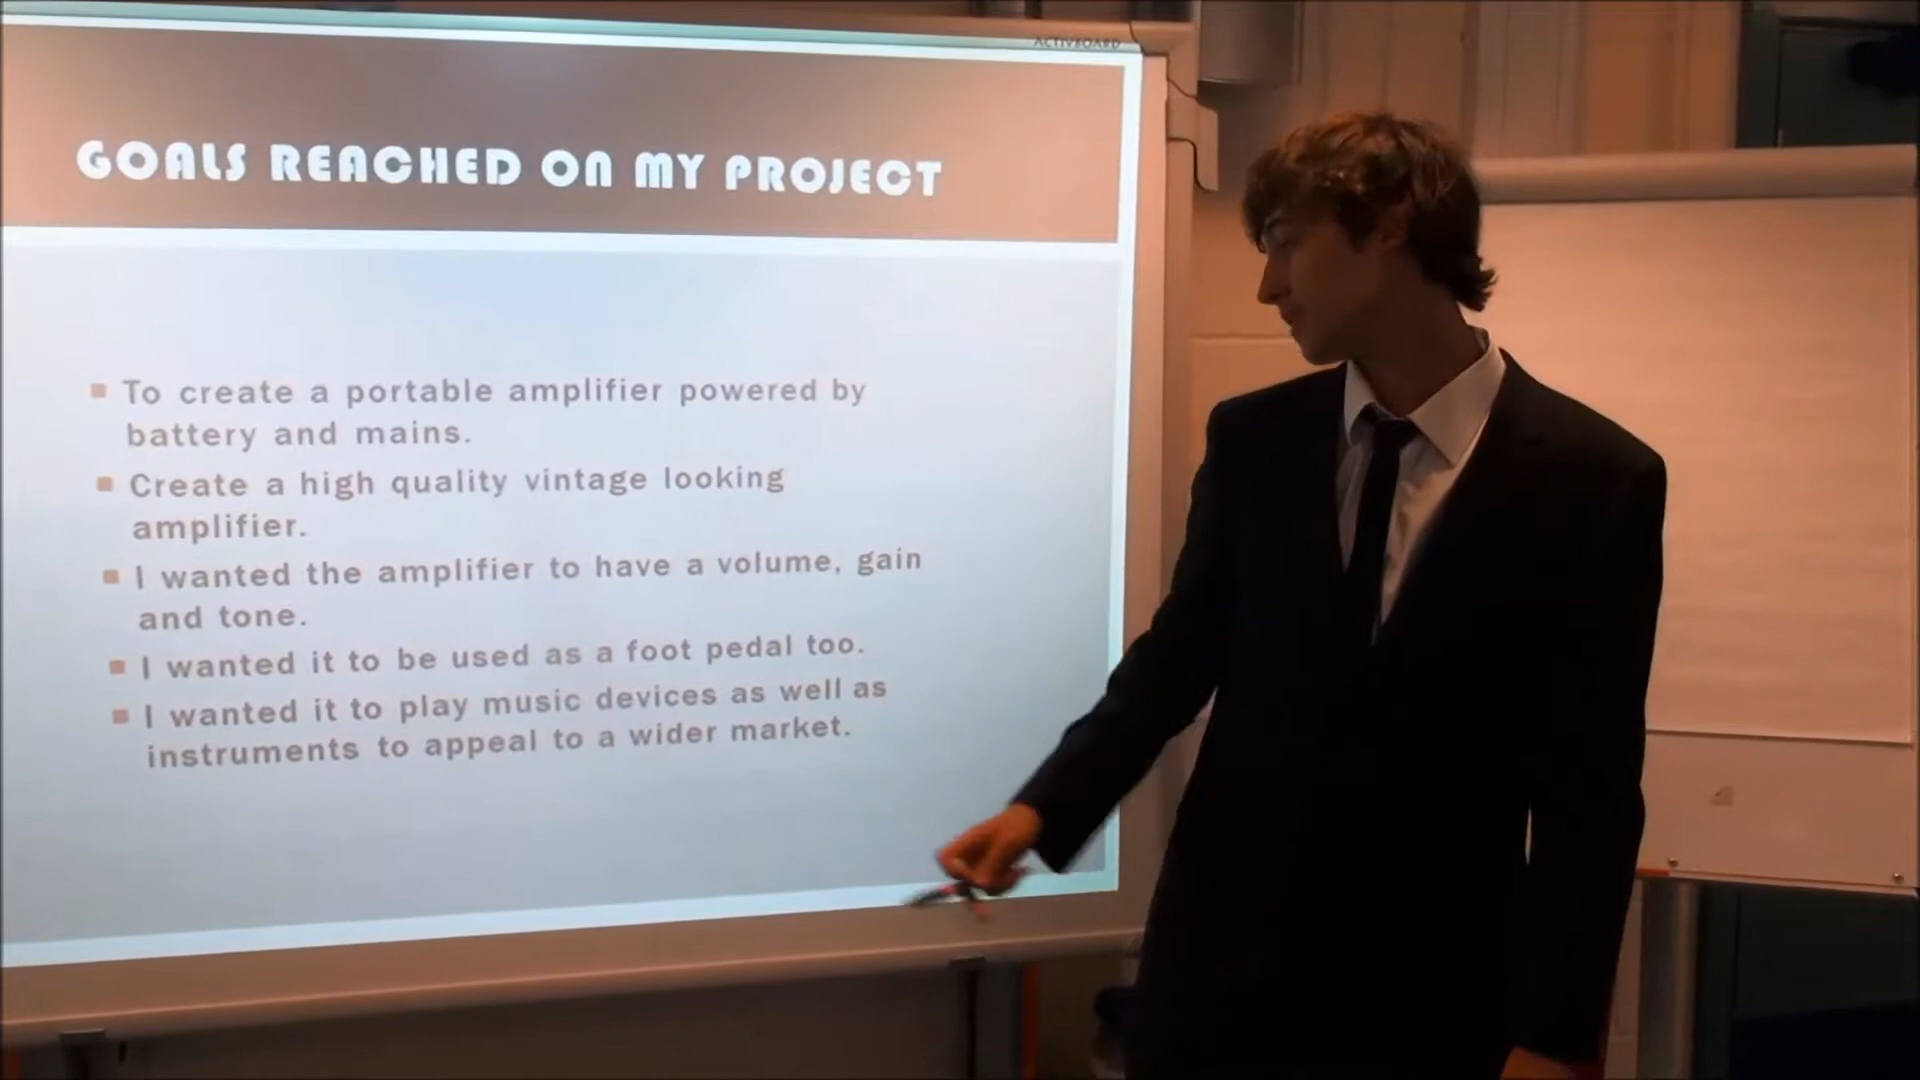 ACTIVBOARD
GOALS REACHED ON MY PROJECT
To create a portable amplifier powered by
battery and mains.
Create a high quality vintage looking
amplifier.
I wanted the amplifier to have a volume, gain
and tone.
I wanted it to be used as a foot pedal too.
I wanted it to play music devices as well as
instruments to appeal to a wider market.